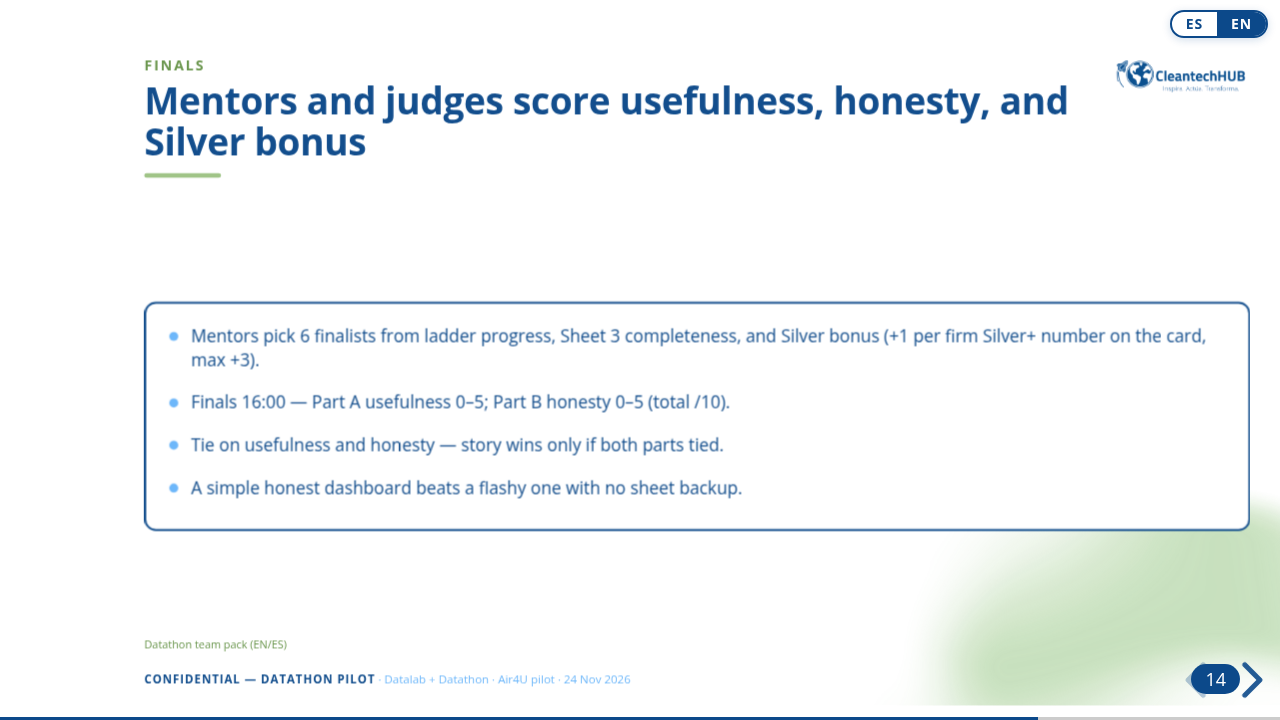 ES EN
FINALS
Mentors and judges score usefulness, honesty, and
Silver bonus
CleantechHUB
Inspire. Actúa. Transforma.
Mentors pick 6 finalists from ladder progress, Sheet 3 completeness, and Silver bonus (+1 per firm Silver+ number on the card,
max +3).
Finals 16:00 — Part A usefulness 0–5; Part B honesty 0–5 (total /10).
Tie on usefulness and honesty — story wins only if both parts tied.
A simple honest dashboard beats a flashy one with no sheet backup.
Datathon team pack (EN/ES)
CONFIDENTIAL — DATATHON PILOT · Datalab + Datathon · Air4U pilot · 24 Nov 2026
14